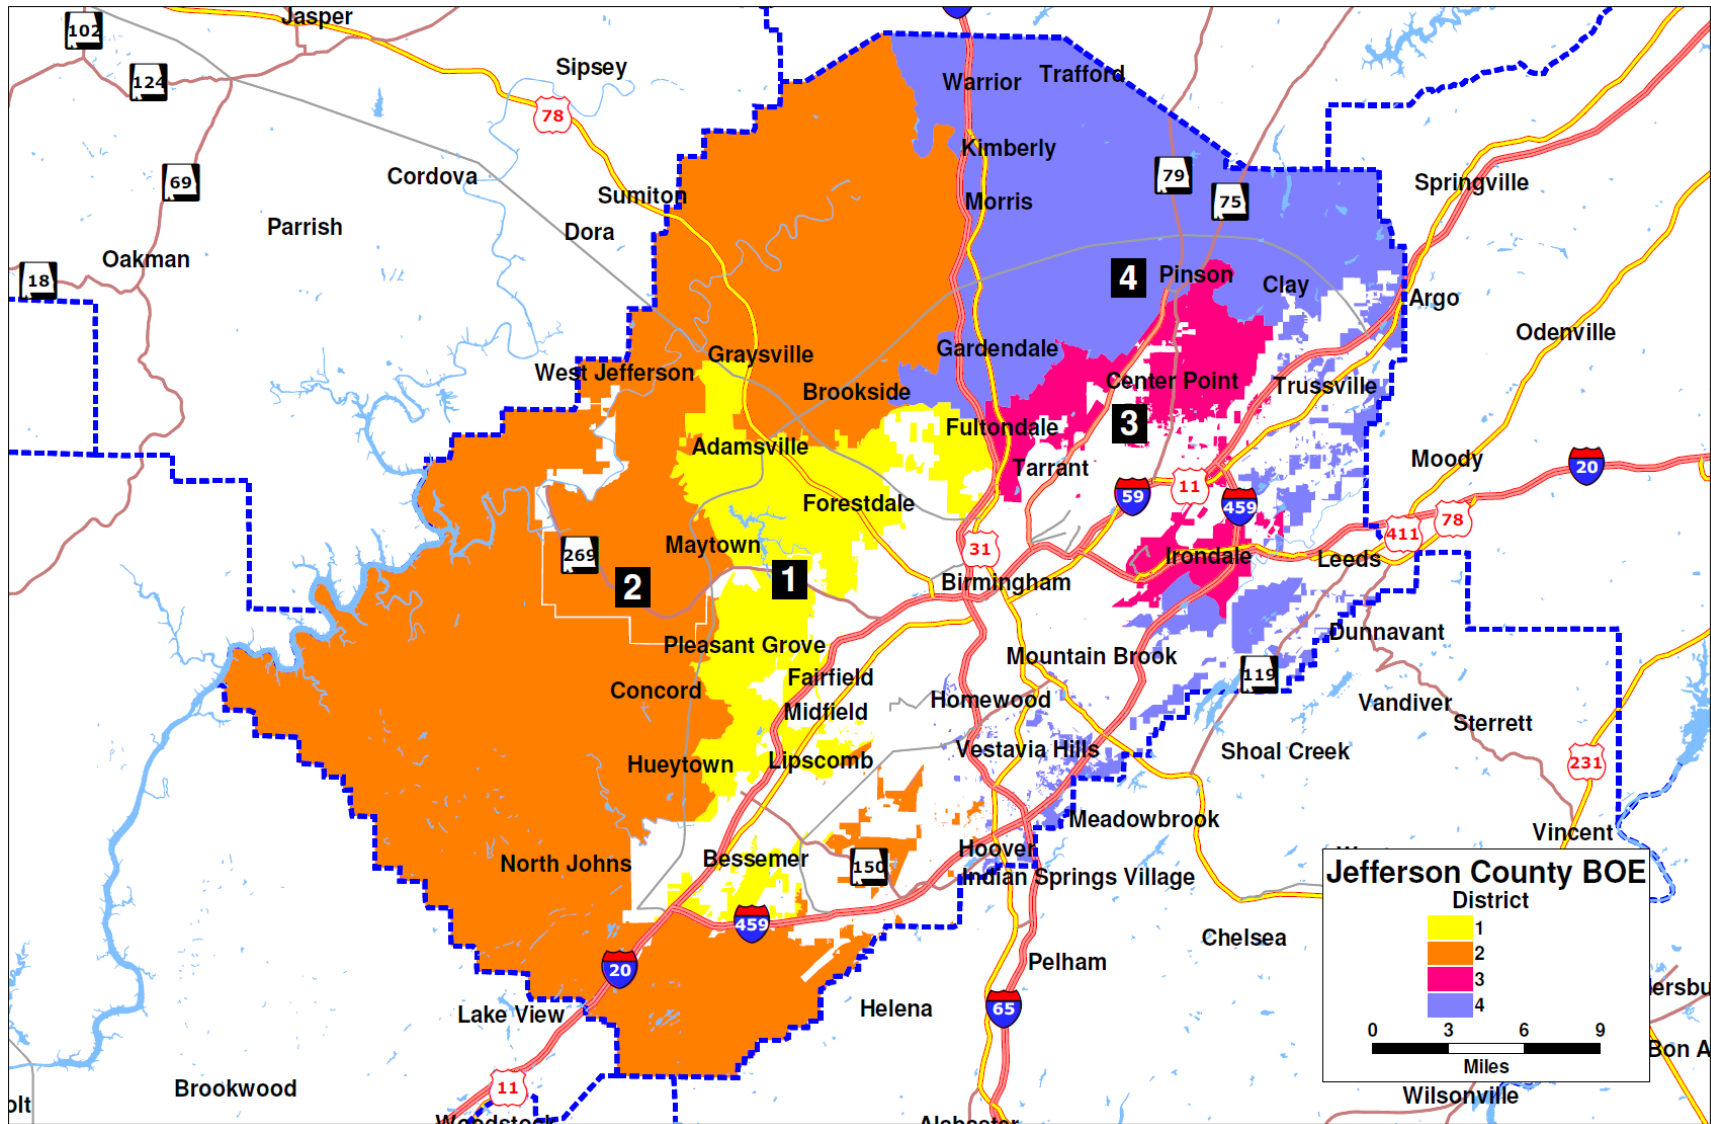 Jasper
102
124
Sipsey
78
Warrior
Trafford
Kimberly
Cordova
69
Sumiton
79
75
Springville
Morris
Parrish
Dora
Oakman
18
4
Pinson
Clay
Argo
Odenville
Graysville
Gardendale
West Jefferson
Center Point
Trussville
Brookside
3
Fultondale
Adamsville
Tarrant
Moody
20
Forestdale
59
11
459
411
78
Maytown
31
269
2
1
Irondale
Leeds
Birmingham
Dunnavant
Pleasant Grove
Mountain Brook
Fairfield
119
Concord
Homewood
Vandiver
Midfield
Sterrett
Vestavia Hills
Shoal Creek
Hueytown
Lipscomb
231
Meadowbrook
Vincent
Hoover
North Johns
Bessemer
150
Indian Springs Village
459
Chelsea
20
Pelham
Lake View
Helena
65
11
Brookwood
Wilsonville
Jefferson County BOE
District
1
2
3
4
0 3 6 9
Miles